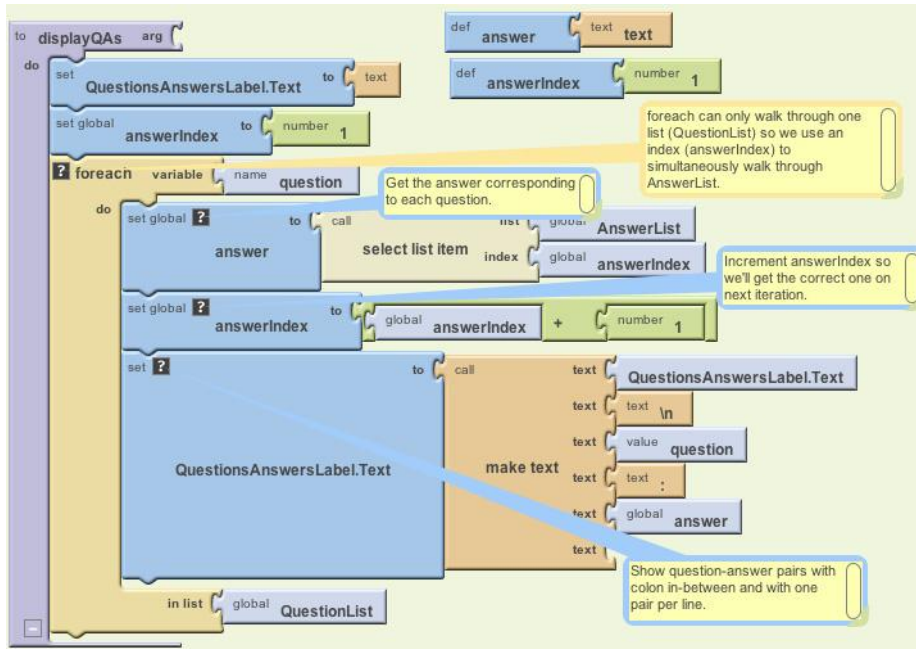 to displayQAs arg
def answer text text
do
set QuestionsAnswersLabel.Text to text
def answerIndex number 1
set global answerIndex to number 1
foreach can only walk through one
list (QuestionList) so we use an
index (answerIndex) to
simultaneously walk through
AnswerList.
? foreach variable name question
Get the answer corresponding
to each question.
do
set global ? answer to call select list item list global AnswerList
index global answerIndex
Increment answerIndex so
we'll get the correct one on
next iteration.
set global ? answerIndex to global answerIndex + number 1
set ? QuestionsAnswersLabel.Text to call make text
text QuestionsAnswersLabel.Text
text text \n
text value question
text text :
text global answer
text
Show question-answer pairs with
colon in-between and with one
pair per line.
in list global QuestionList